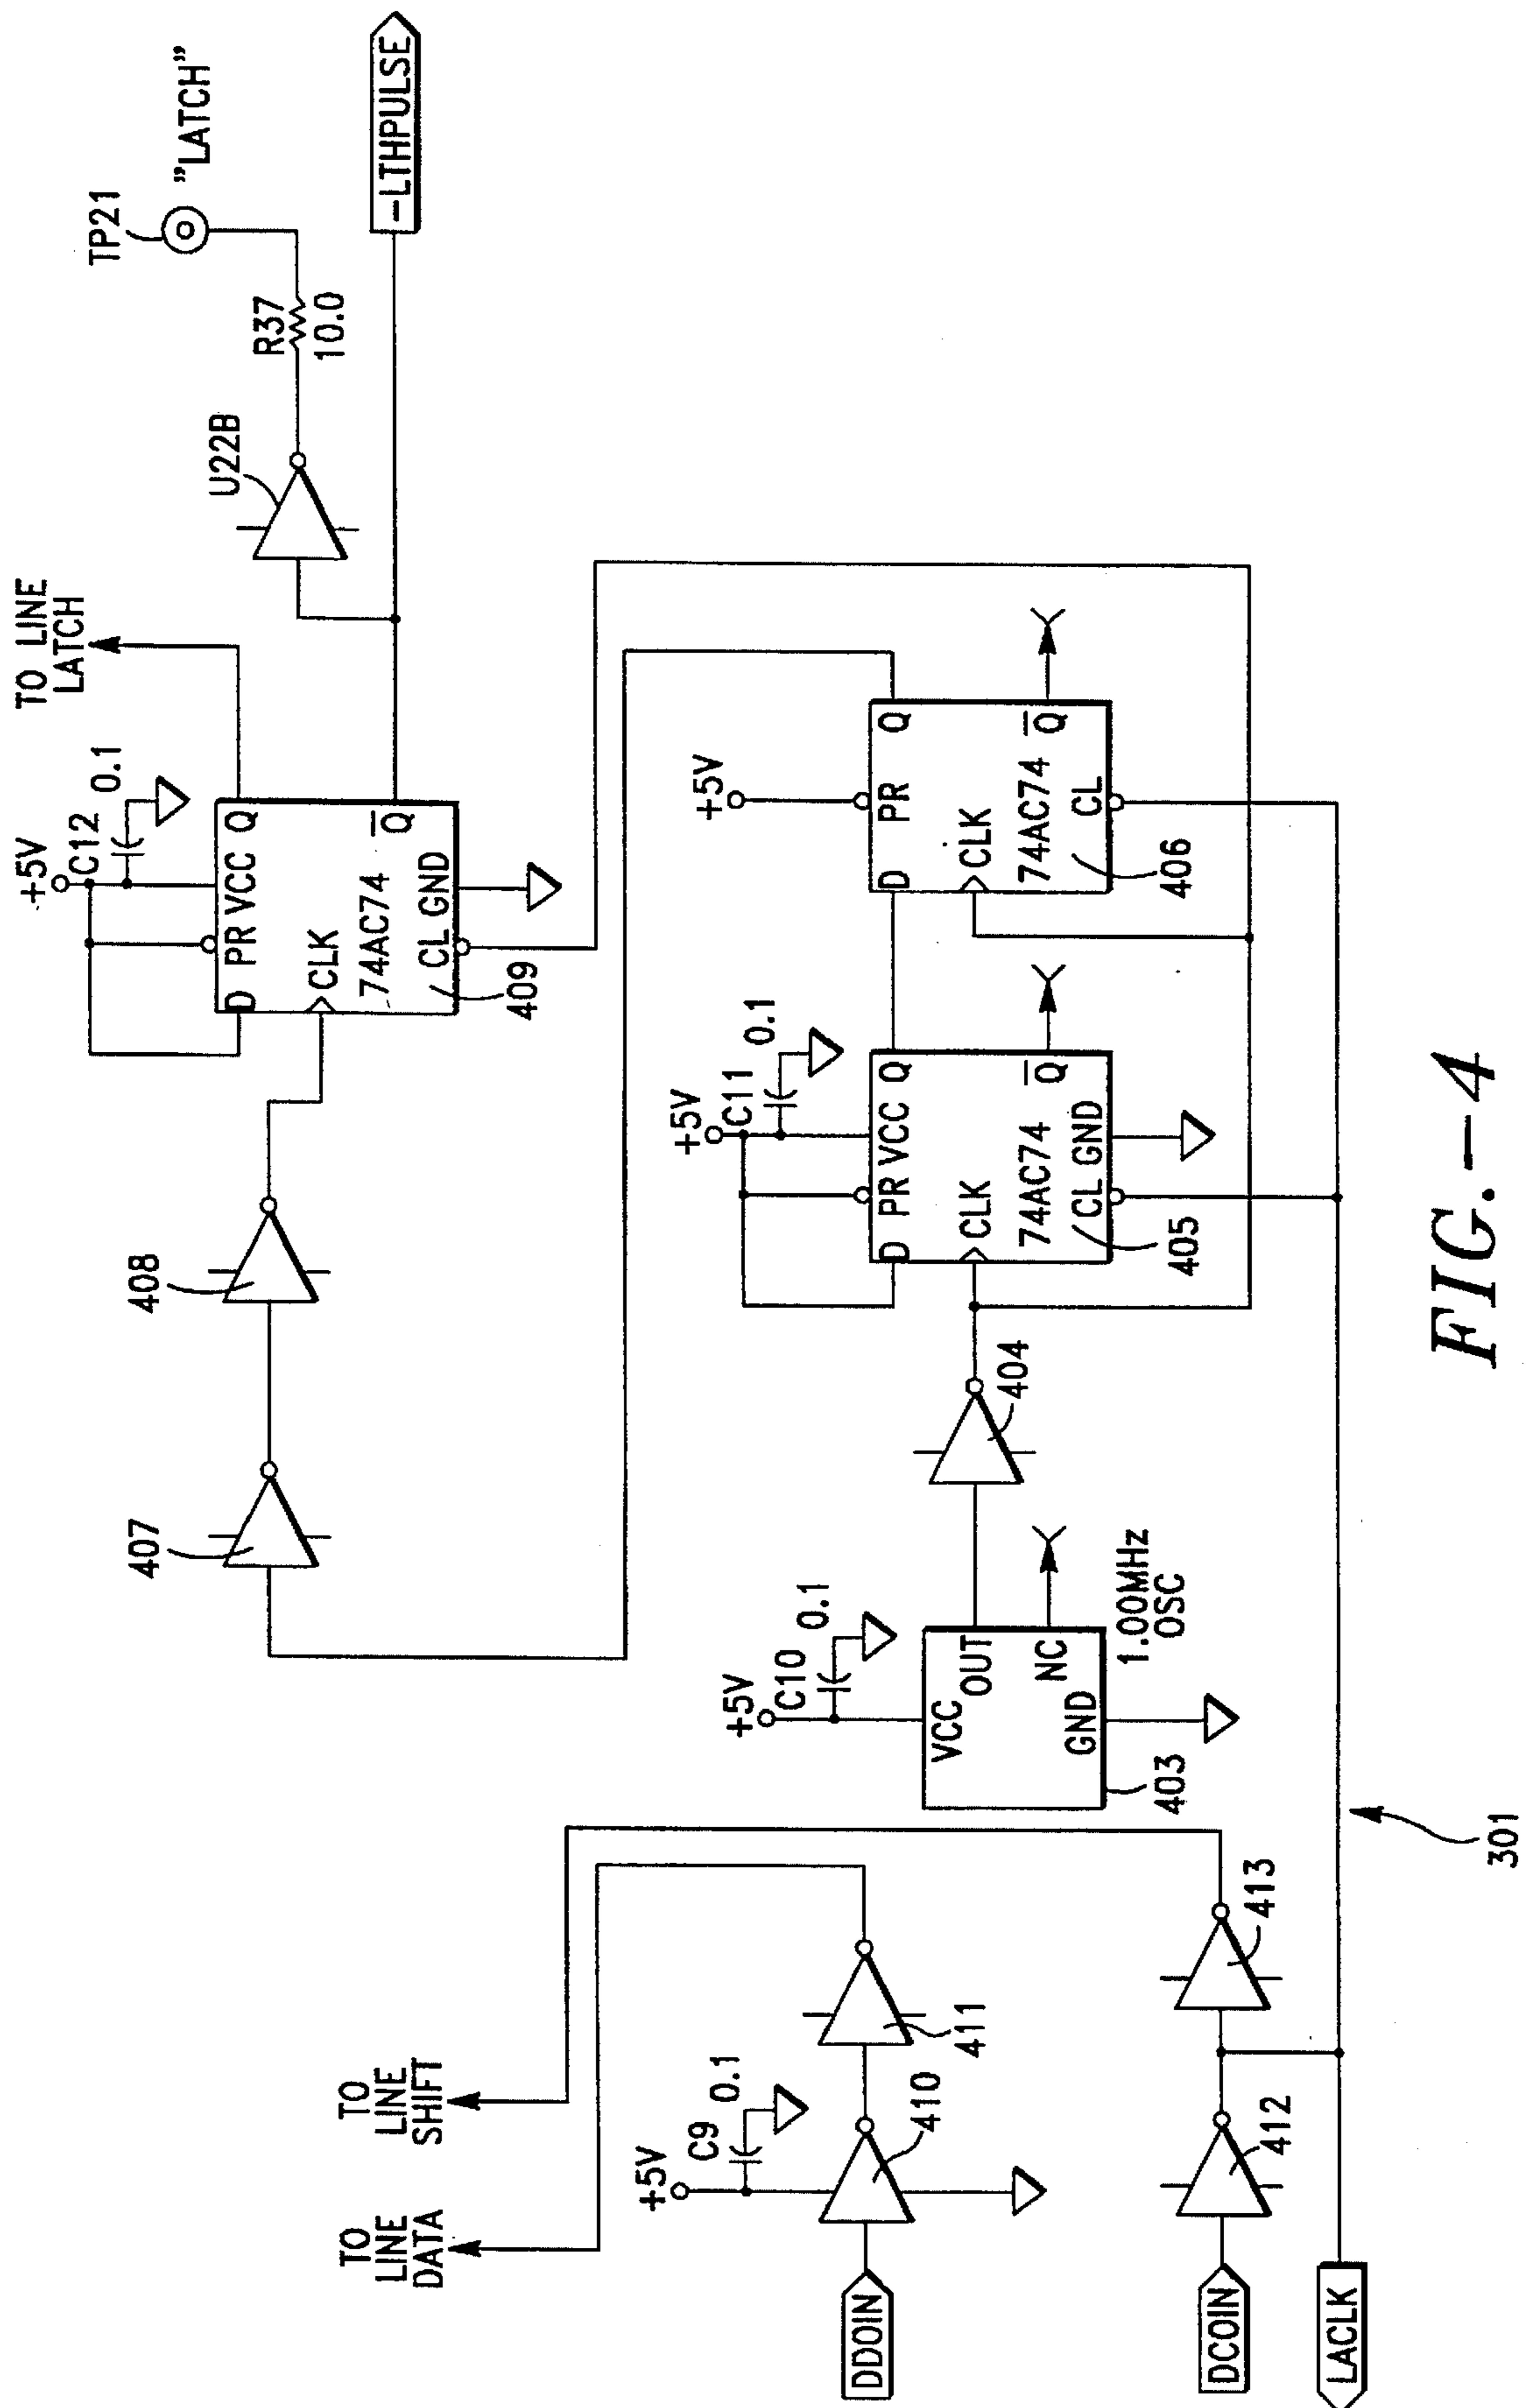 TO LINE
LATCH
+5V
C12
0.1
D
PR
VCC
Q
CLK
74AC74
Q
CL
GND
409
407
408
U22B
R37
10.0
TP21
"LATCH"
-LTHPULSE
TO
LINE
DATA
TO
LINE
SHIFT
+5V
C9
0.1
DDOIN
410
411
DCOIN
412
413
LACLK
301
+5V
C10
0.1
VCC
OUT
NC
GND
403
1.00MHz
OSC
404
+5V
C11
0.1
D
PR
VCC
Q
CLK
74AC74
Q
CL
GND
405
+5V
D
PR
Q
CLK
74AC74
Q
CL
406
FIG.-4